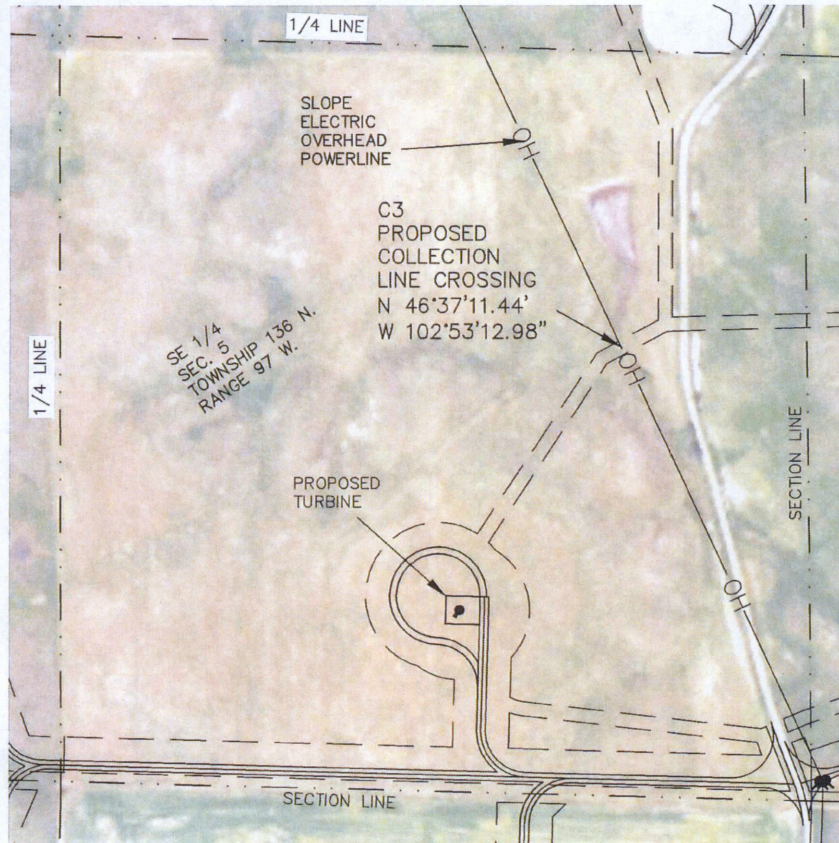 1/4 LINE
SLOPE
ELECTRIC
OVERHEAD
POWERLINE
OH
C3
PROPOSED
COLLECTION
LINE CROSSING
N 46°37'11.44'
W 102°53'12.98"
SE 1/4
SEC. 5
TOWNSHIP 136 N.
RANGE 97 W.
1/4 LINE
OH
SECTION LINE
PROPOSED
TURBINE
OH
SECTION LINE